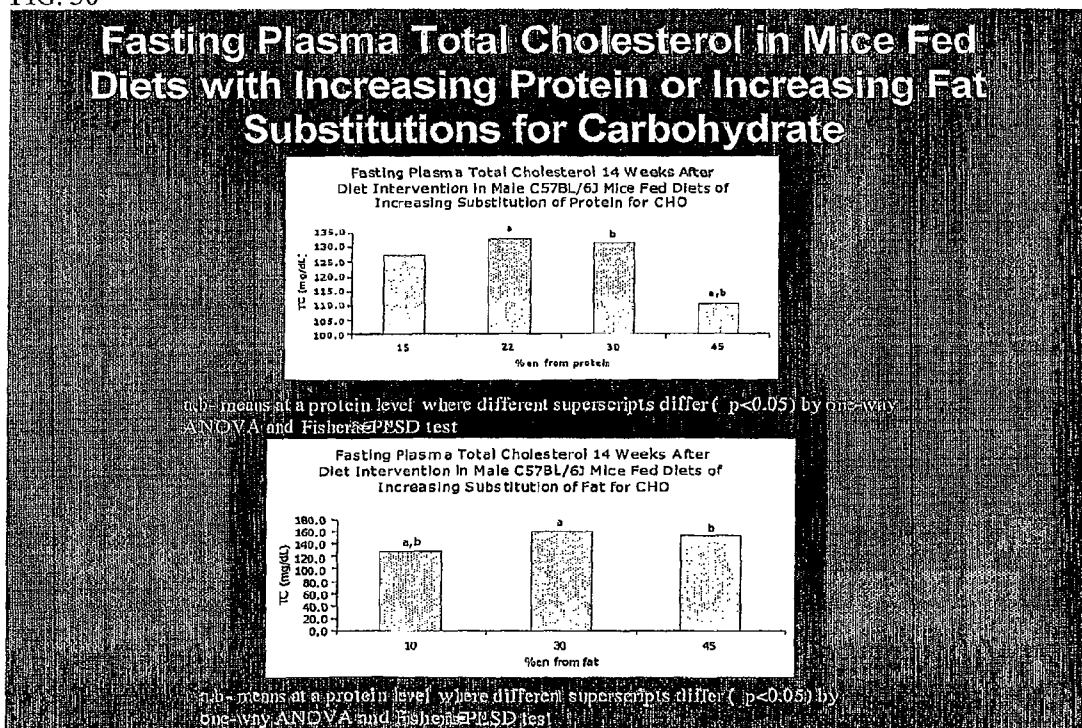 FIG. 30
Fasting Plasma Total Cholesterol in Mice Fed
Diets with Increasing Protein or Increasing Fat
Substitutions for Carbohydrate
Fasting Plasma Total Cholesterol 14 Weeks After
Diet Intervention in Male C57BL/6J Mice Fed Diets of
Increasing Substitution of Protein for CHO
TC (mg/dL)
135.0
130.0
125.0
120.0
115.0
110.0
105.0
100.0
a
b
a,b
15 22 30 45
%en from protein
a,b- means at a protein level where different superscripts differ ( p<0.05) by one-way
ANOVA and test
Fasting Plasma Total Cholesterol 14 Weeks After
Diet Intervention in Male C57BL/6J Mice Fed Diets of
Increasing Substitution of Fat for CHO
TC (mg/dL)
180.0
160.0
140.0
120.0
100.0
80.0
60.0
40.0
20.0
0.0
a,b
a
b
10 30 45
%en from fat
a,b- means at a protein level where different superscripts differ ( p<0.05) by
one-way ANOVA and test